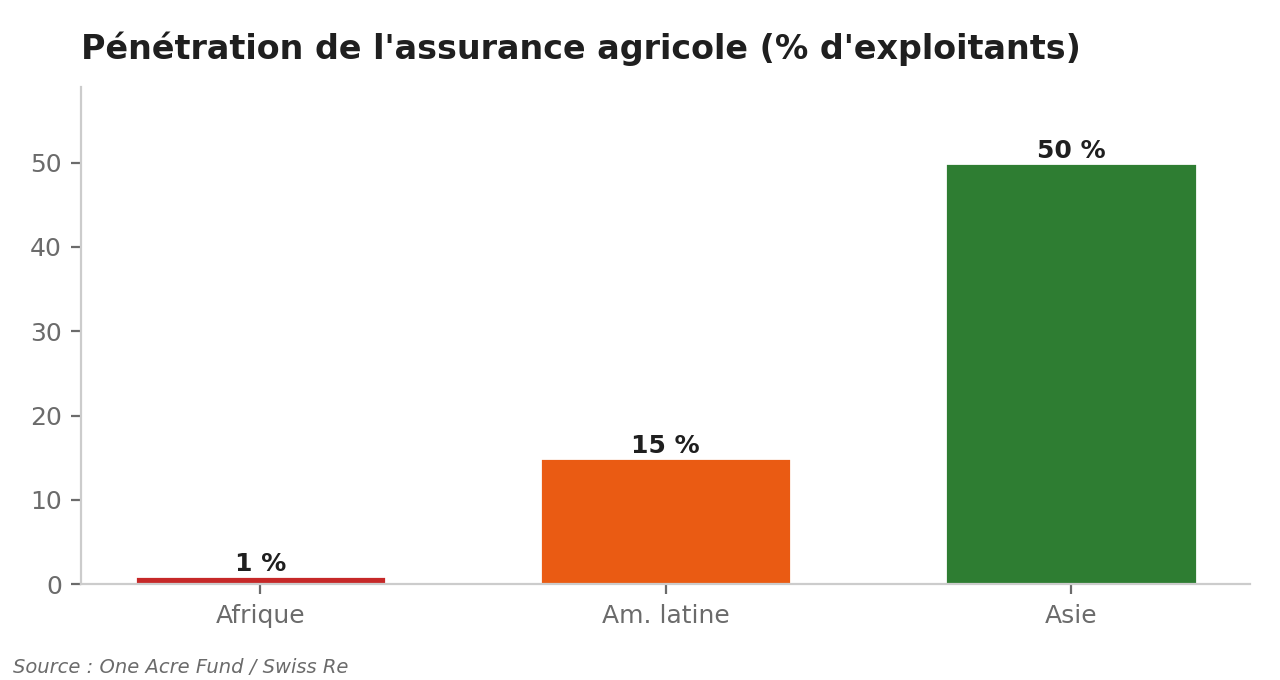 Pénétration de l'assurance agricole (% d'exploitants)
50
40
30
20
10
0
1 %
15 %
50 %
Afrique
Am. latine
Asie
Source : One Acre Fund / Swiss Re